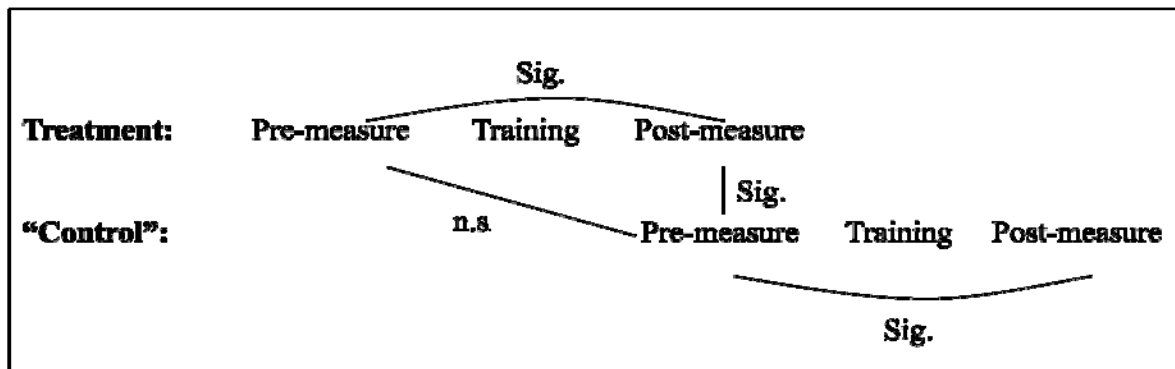 Sig.
Treatment: Pre-measure Training Post-measure
Sig.
“Control”: n.s Pre-measure Training Post-measure
Sig.